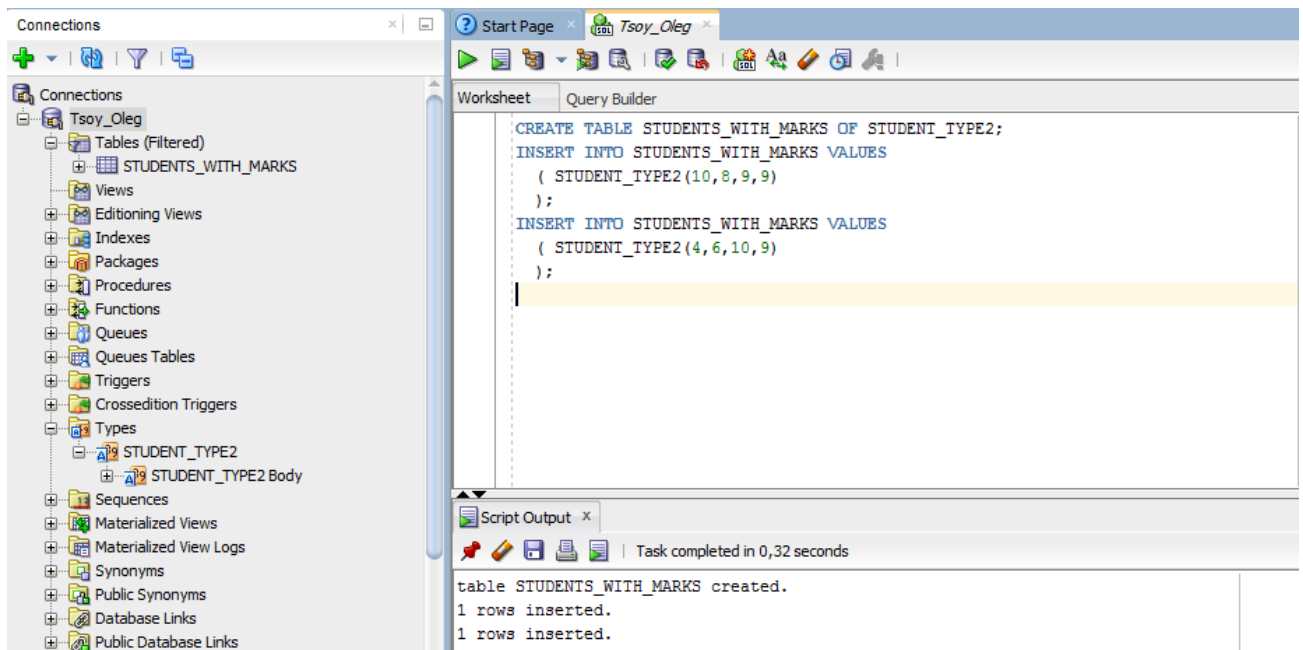 Connections
Connections
Tsoy_Oleg
Tables (Filtered)
STUDENTS_WITH_MARKS
Views
Editioning Views
Indexes
Packages
Procedures
Functions
Queues
Queues Tables
Triggers
Crossedition Triggers
Types
STUDENT_TYPE2
STUDENT_TYPE2 Body
Sequences
Materialized Views
Materialized View Logs
Synonyms
Public Synonyms
Database Links
Public Database Links
Start Page
Tsoy_Oleg
Worksheet Query Builder
CREATE TABLE STUDENTS_WITH_MARKS OF STUDENT_TYPE2;
INSERT INTO STUDENTS_WITH_MARKS VALUES
( STUDENT_TYPE2(10,8,9,9)
);
INSERT INTO STUDENTS_WITH_MARKS VALUES
( STUDENT_TYPE2(4,6,10,9)
);
Script Output
Task completed in 0,32 seconds
table STUDENTS_WITH_MARKS created.
1 rows inserted.
1 rows inserted.